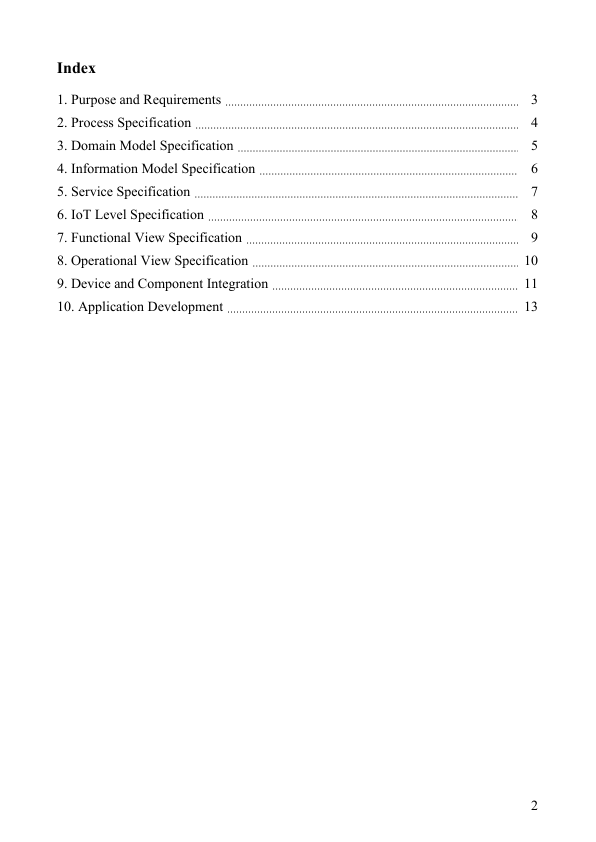 Index
1. Purpose and Requirements 3
2. Process Specification 4
3. Domain Model Specification 5
4. Information Model Specification 6
5. Service Specification 7
6. IoT Level Specification 8
7. Functional View Specification 9
8. Operational View Specification 10
9. Device and Component Integration 11
10. Application Development 13
2